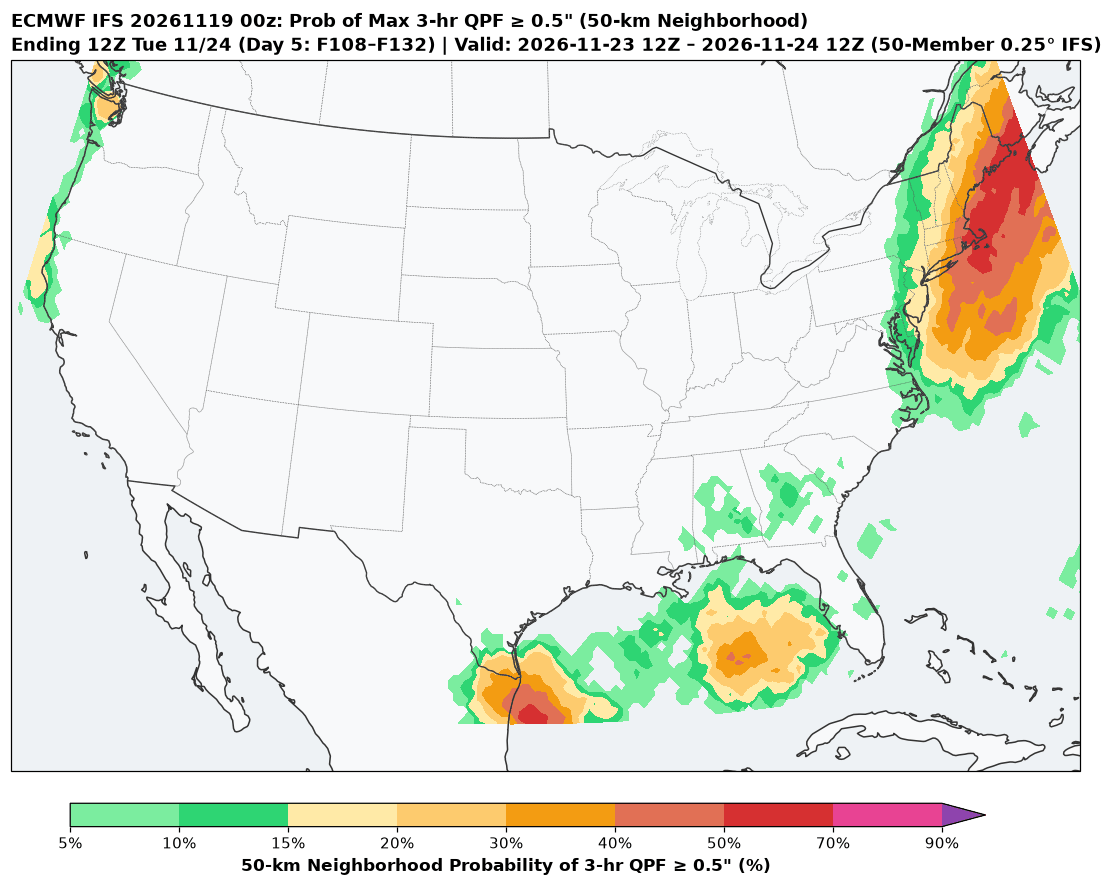 ECMWF IFS 20261119 00z: Prob of Max 3-hr QPF ≥ 0.5" (50-km Neighborhood)
Ending 12Z Tue 11/24 (Day 5: F108–F132) | Valid: 2026-11-23 12Z – 2026-11-24 12Z (50-Member 0.25° IFS)
5% 10% 15% 20% 30% 40% 50% 70% 90%
50-km Neighborhood Probability of 3-hr QPF ≥ 0.5" (%)